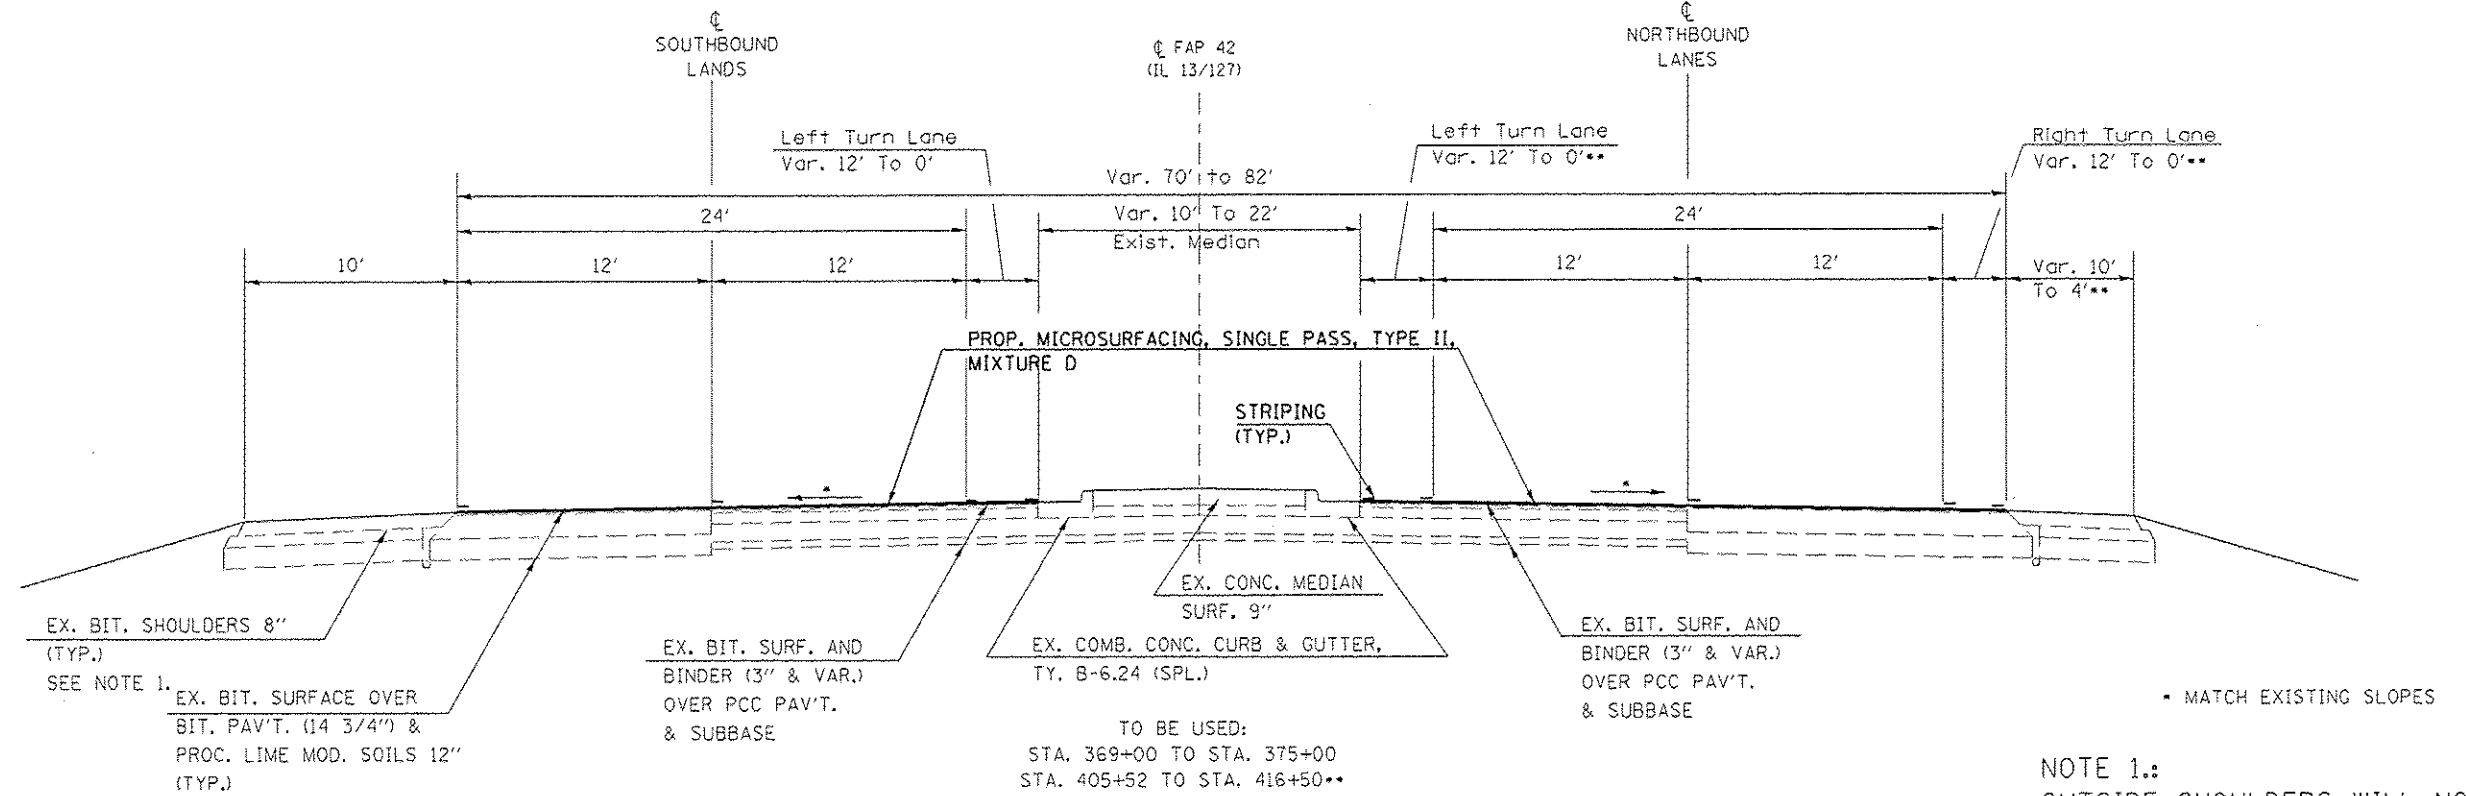 ℄
SOUTHBOUND
LANDS
℄ FAP 42
(IL 13/127)
℄
NORTHBOUND
LANES
Left Turn Lane
Var. 12' To 0'
Left Turn Lane
Var. 12' To 0'**
Right Turn Lane
Var. 12' To 0'**
Var. 70' to 82'
24'
Var. 10' To 22'
Exist. Median
24'
10'
12'
12'
12'
12'
Var. 10'
To 4'**
PROP. MICROSURFACING, SINGLE PASS, TYPE II,
MIXTURE D
STRIPING
(TYP.)
*
*
EX. BIT. SHOULDERS 8"
(TYP.)
SEE NOTE 1.
EX. BIT. SURFACE OVER
BIT. PAV'T. (14 3/4") &
PROC. LIME MOD. SOILS 12"
(TYP.)
EX. BIT. SURF. AND
BINDER (3" & VAR.)
OVER PCC PAV'T.
& SUBBASE
EX. CONC. MEDIAN
SURF. 9"
EX. COMB. CONC. CURB & GUTTER,
TY. B-6.24 (SPL.)
EX. BIT. SURF. AND
BINDER (3" & VAR.)
OVER PCC PAV'T.
& SUBBASE
* MATCH EXISTING SLOPES
TO BE USED:
STA. 369+00 TO STA. 375+00
STA. 405+52 TO STA. 416+50**
NOTE 1.:
OUTSIDE SHOULDERS WILL NO